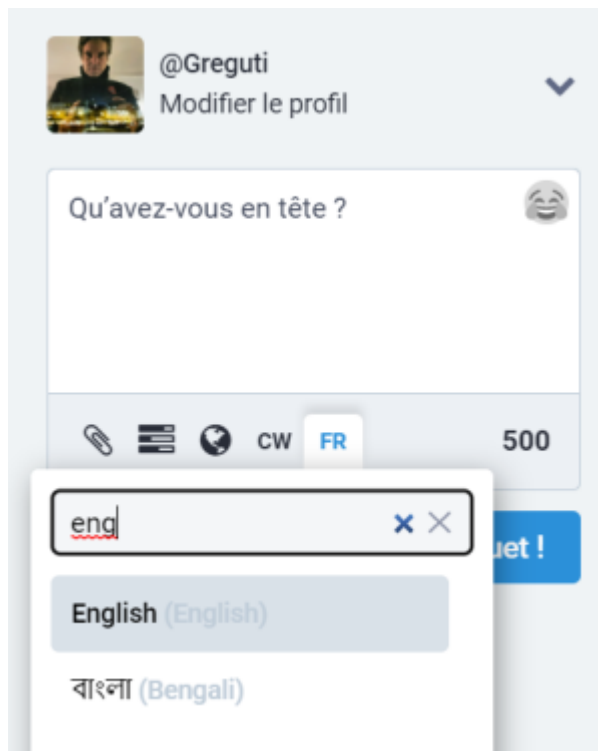 @Greguti
Modifier le profil
Qu’avez-vous en tête ?
CW FR 500
eng
uet !
English (English)
বাংলা (Bengali)